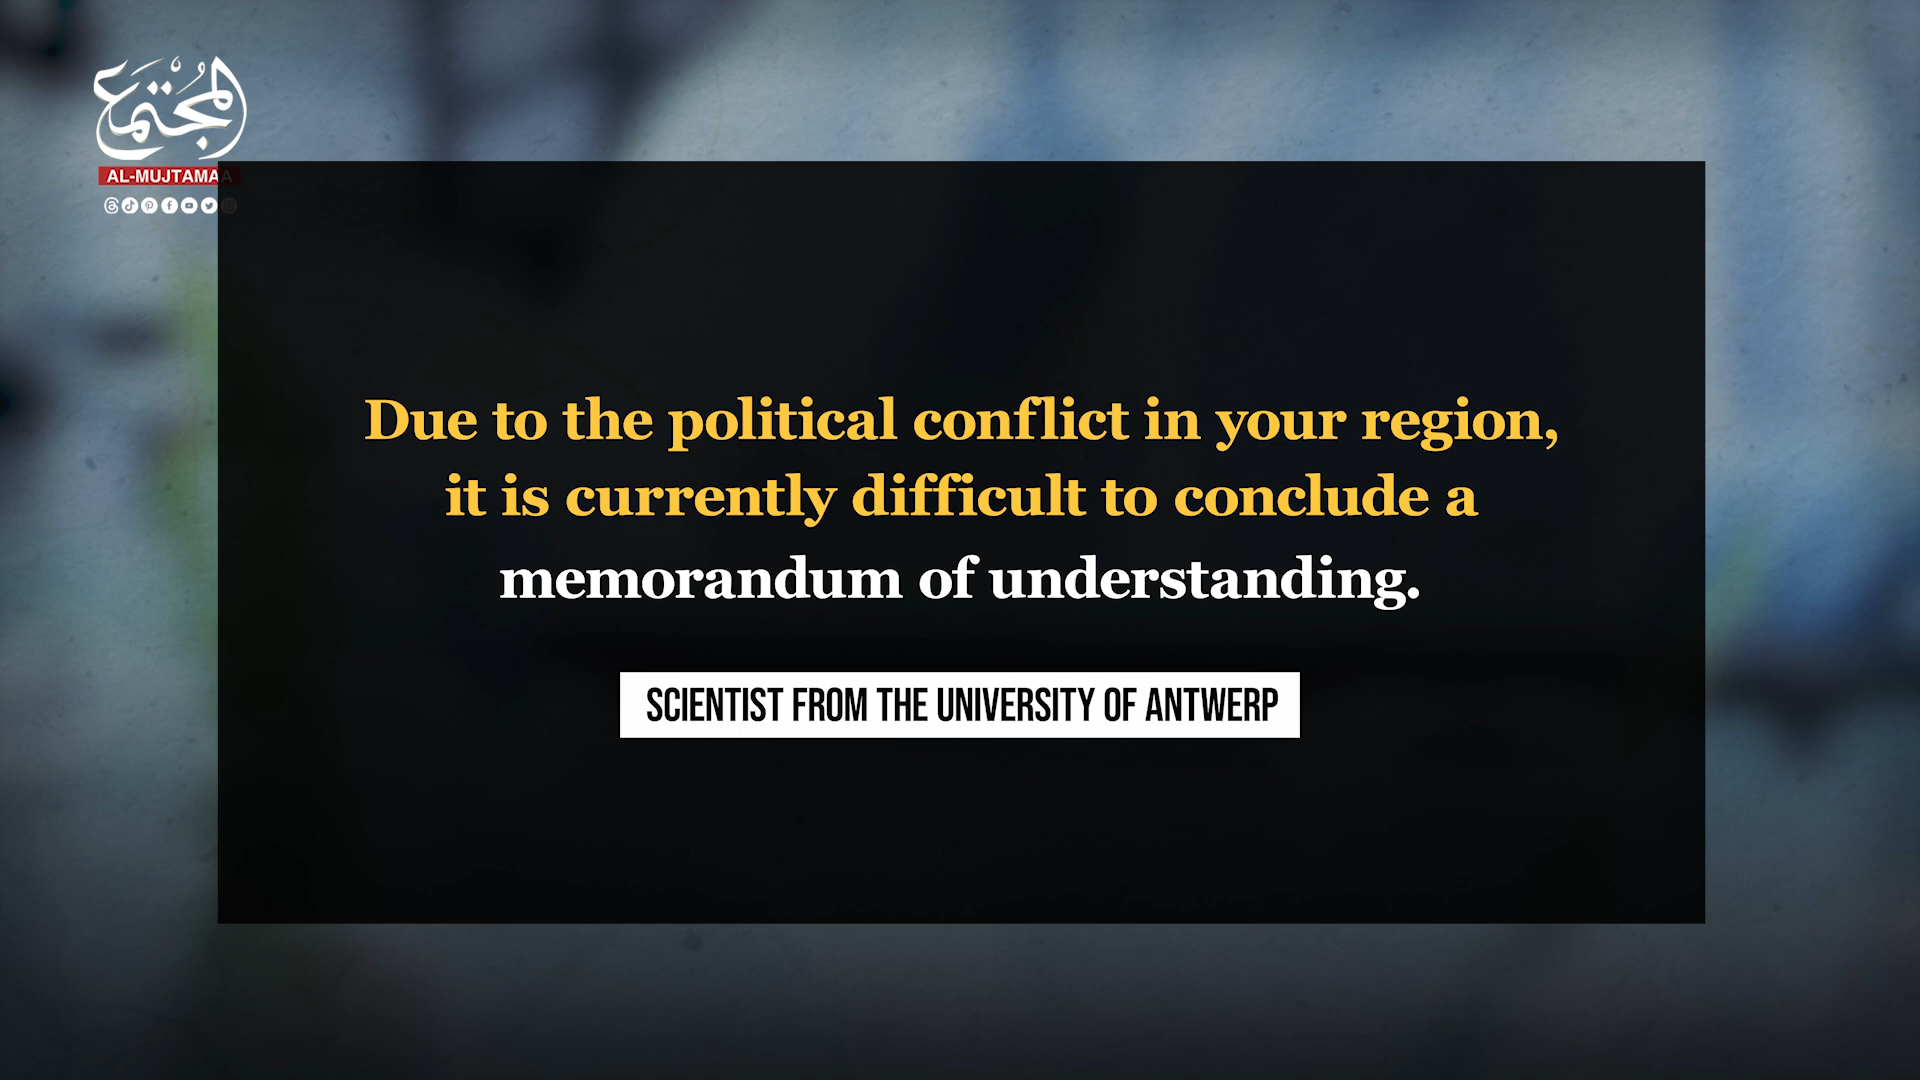 المجتمع
AL-MUJTAMAA
Due to the political conflict in your region,
it is currently difficult to conclude a
memorandum of understanding.
SCIENTIST FROM THE UNIVERSITY OF ANTWERP